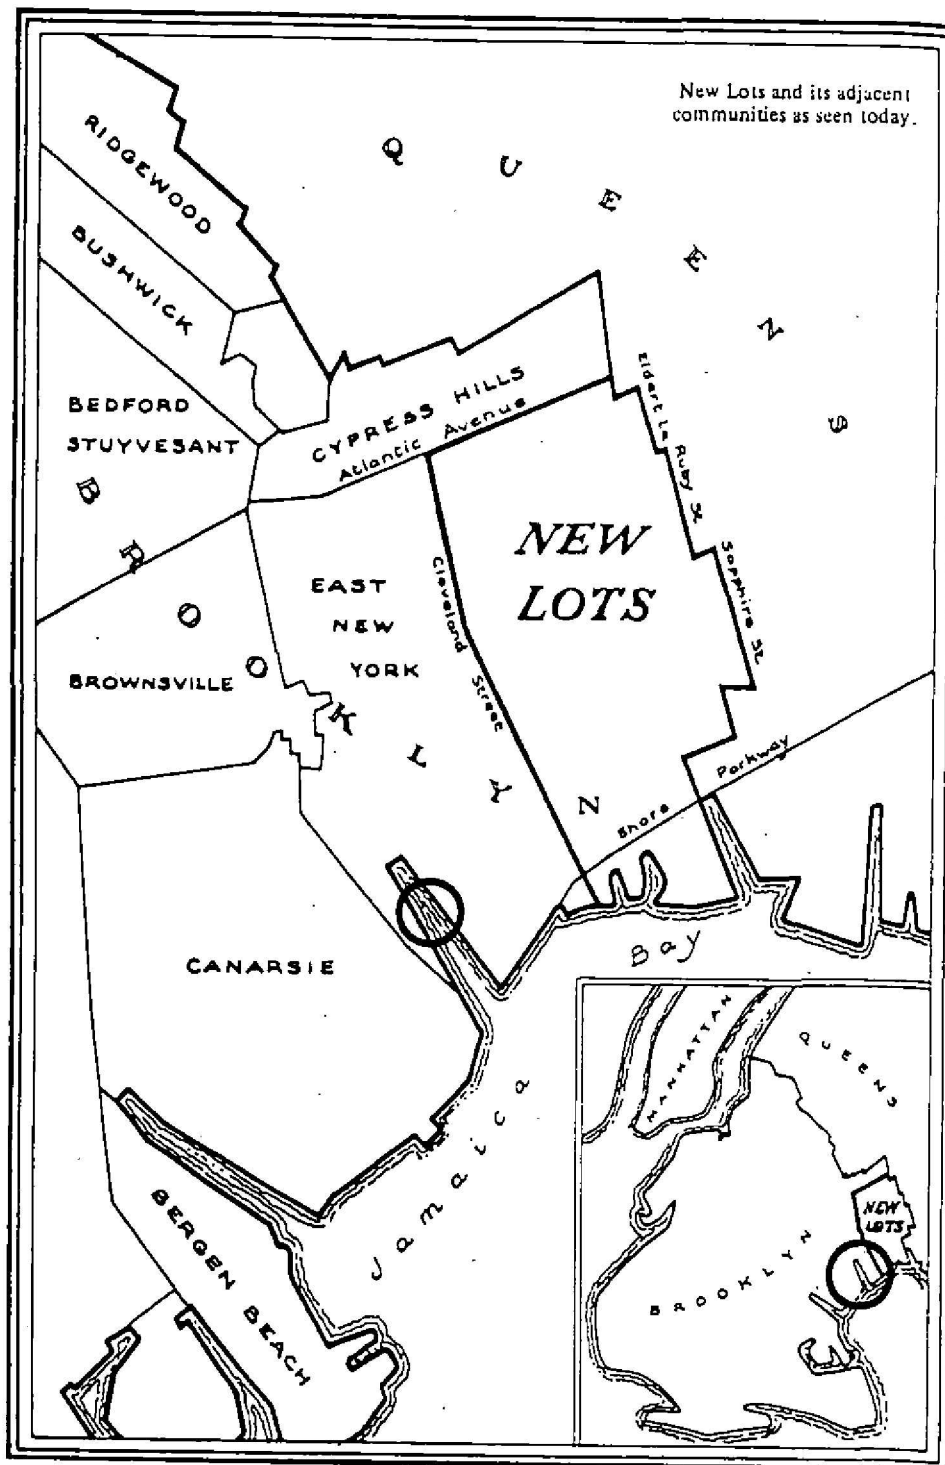 New Lots and its adjacent
communities as seen today.
QUEENS
RIDGEWOOD
BUSHWICK
BEDFORD
STUYVESANT
CYPRESS HILLS
Atlantic Avenue
Eldert La
Ruby St
Sapphire St
NEW
LOTS
BROOKLYN
EAST
NEW
YORK
Cleveland Street
BROWNSVILLE
Shore Parkway
CANARSIE
Jamaica Bay
BERGEN BEACH
MANHATTAN
QUEENS
NEW
LOTS
BROOKLYN